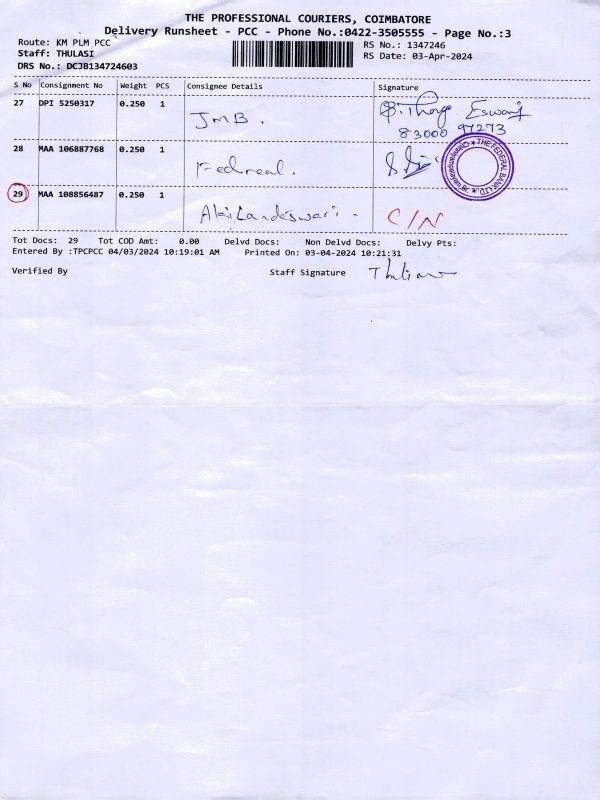 THE PROFESSIONAL COURIERS, COIMBATORE
Delivery Runsheet - PCC - Phone No.:0422-3505555 - Page No.:3
Route: KM PLM PCC
Staff: THULASI
DRS No.: DCJB134724603
RS No.: 1347246
RS Date: 03-Apr-2024
S No Consignment No Weight PCS Consignee Details Signature
27 DPI 5250317 0.250 1 JMB.
83000 97273
28 MAA 106887768 0.250 1
THE FEDERAL BANK LTD.
29 MAA 108856487 0.250 1 C/N
Tot Docs: 29 Tot COD Amt: 0.00 Delvd Docs: Non Delvd Docs: Delvy Pts:
Entered By :TPCPCC 04/03/2024 10:19:01 AM Printed On: 03-04-2024 10:21:31
Verified By Staff Signature